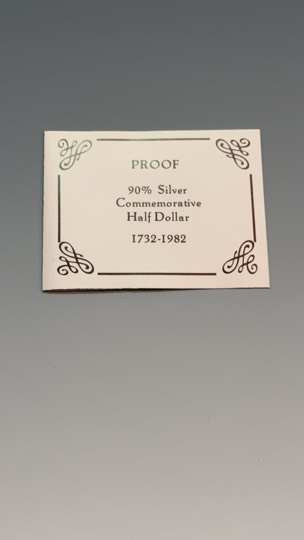 PROOF
90% Silver
Commemorative
Half Dollar
1732-1982